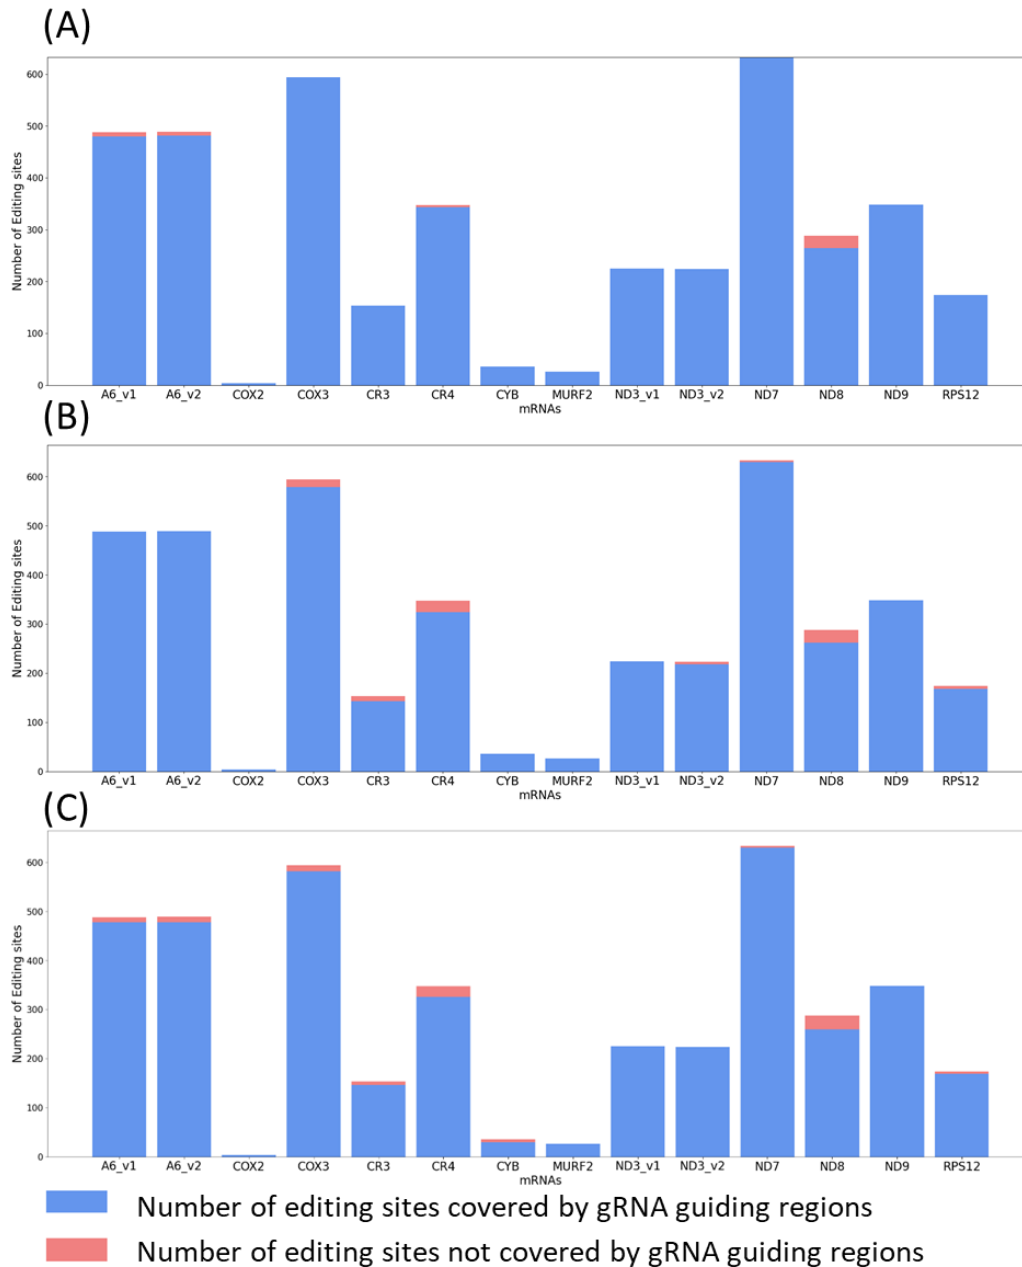 (A)
600
500
400
300
200
100
0
Number of Editing sites
A6_v1 A6_v2 COX2 COX3 CR3 CR4 CYB MURF2 ND3_v1 ND3_v2 ND7 ND8 ND9 RPS12
mRNAs
(B)
600
500
400
300
200
100
0
Number of Editing sites
A6_v1 A6_v2 COX2 COX3 CR3 CR4 CYB MURF2 ND3_v1 ND3_v2 ND7 ND8 ND9 RPS12
mRNAs
(C)
600
500
400
300
200
100
0
Number of Editing sites
A6_v1 A6_v2 COX2 COX3 CR3 CR4 CYB MURF2 ND3_v1 ND3_v2 ND7 ND8 ND9 RPS12
mRNAs
Number of editing sites covered by gRNA guiding regions
Number of editing sites not covered by gRNA guiding regions